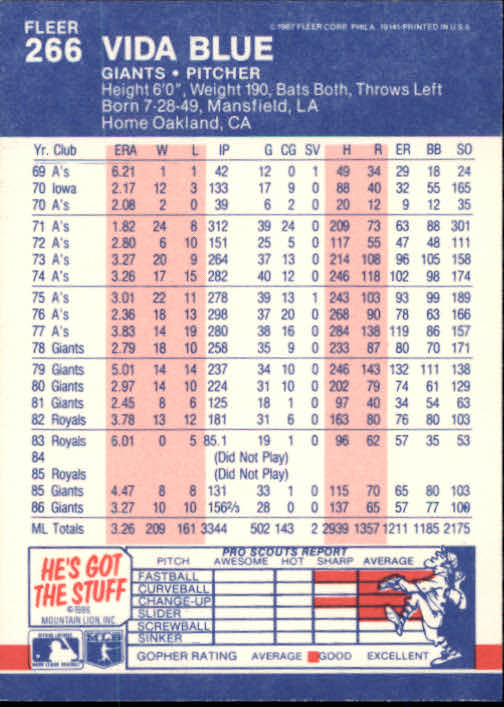 FLEER
266 VIDA BLUE
© 1987 FLEER CORP. PHILA. 19141-PRINTED IN U.S.A.
GIANTS • PITCHER
Height 6'0", Weight 190, Bats Both, Throws Left
Born 7-28-49, Mansfield, LA
Home Oakland, CA
Yr. Club ERA W L IP G CG SV H R ER BB SO
69 A's 6.21 1 1 42 12 0 1 49 34 29 18 24
70 Iowa 2.17 12 3 133 17 9 0 88 40 32 55 165
70 A's 2.08 2 0 39 6 2 0 20 12 9 12 35
71 A's 1.82 24 8 312 39 24 0 209 73 63 88 301
72 A's 2.80 6 10 151 25 5 0 117 55 47 48 111
73 A's 3.27 20 9 264 37 13 0 214 108 96 105 158
74 A's 3.26 17 15 282 40 12 0 246 118 102 98 174
75 A's 3.01 22 11 278 39 13 1 243 103 93 99 189
76 A's 2.36 18 13 298 37 20 0 268 90 78 63 166
77 A's 3.83 14 19 280 38 16 0 284 138 119 86 157
78 Giants 2.79 18 10 258 35 9 0 233 87 80 70 171
79 Giants 5.01 14 14 237 34 10 0 246 143 132 111 138
80 Giants 2.97 14 10 224 31 10 0 202 79 74 61 129
81 Giants 2.45 8 6 125 18 1 0 97 40 34 54 63
82 Royals 3.78 13 12 181 31 6 0 163 80 76 80 103
83 Royals 6.01 0 5 85.1 19 1 0 96 62 57 35 53
84 (Did Not Play)
85 Royals (Did Not Play)
85 Giants 4.47 8 8 131 33 1 0 115 70 65 80 103
86 Giants 3.27 10 10 156⅔ 28 0 0 137 65 57 77 100
ML Totals 3.26 209 161 3344 502 143 2 2939 1357 1211 1185 2175
HE'S GOT
THE STUFF
© 1986
MOUNTAIN LION, INC.
PRO SCOUTS REPORT
PITCH AWESOME HOT SHARP AVERAGE
FASTBALL
CURVEBALL
CHANGE-UP
SLIDER
SCREWBALL
SINKER
GOPHER RATING AVERAGE GOOD EXCELLENT
MLB